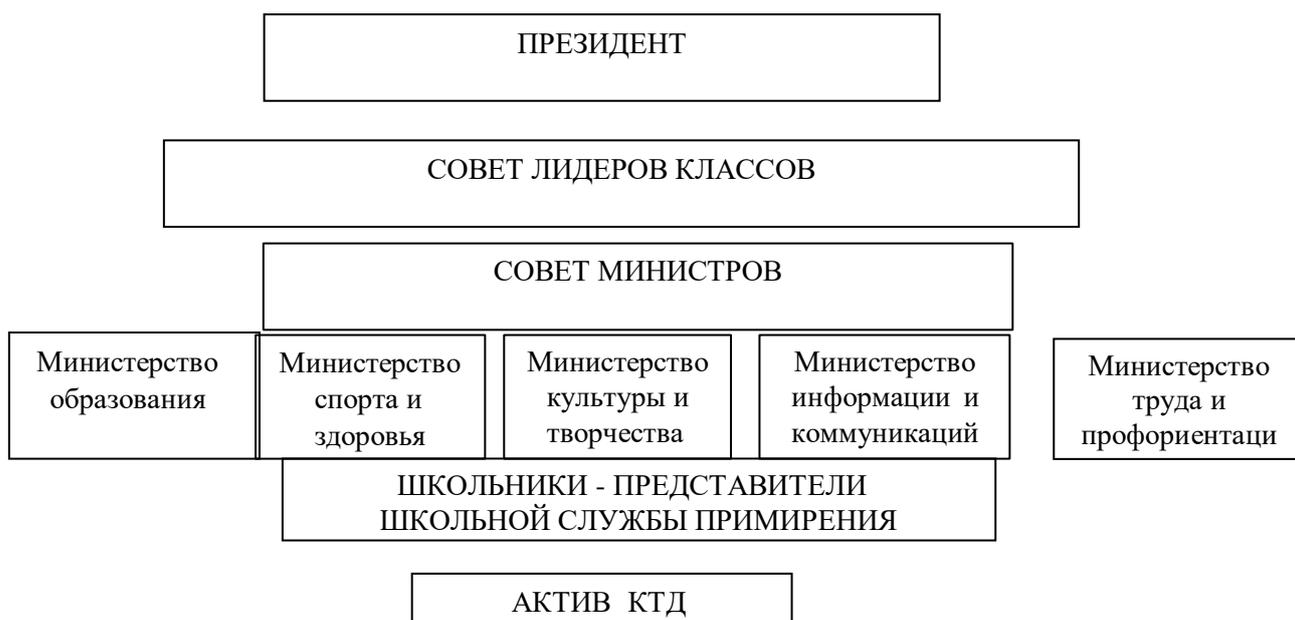 ПРЕЗИДЕНТ
СОВЕТ ЛИДЕРОВ КЛАССОВ
СОВЕТ МИНИСТРОВ
Министерство
образования
Министерство
спорта и
здоровья
Министерство
культуры и
творчества
Министерство
информации и
коммуникаций
Министерство
труда и
профориентаци
ШКОЛЬНИКИ - ПРЕДСТАВИТЕЛИ
ШКОЛЬНОЙ СЛУЖБЫ ПРИМИРЕНИЯ
АКТИВ КТД